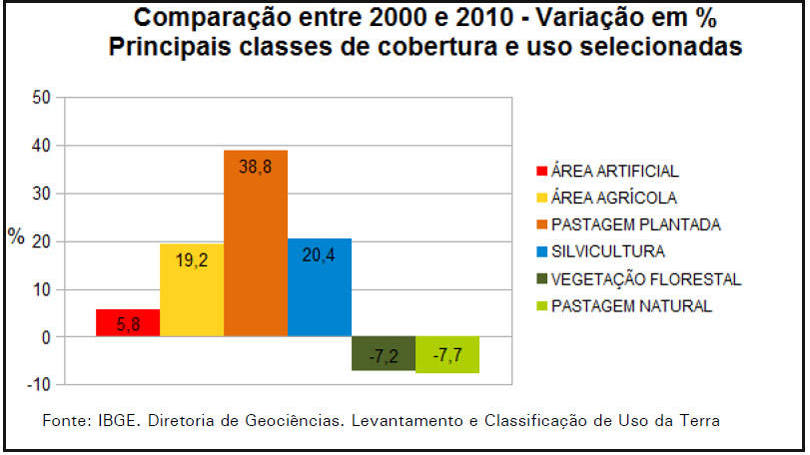 Comparação entre 2000 e 2010 - Variação em %
Principais classes de cobertura e uso selecionadas
50
40
30
20
10
0
-10
%
5,8
19,2
38,8
20,4
-7,2
-7,7
ÁREA ARTIFICIAL
ÁREA AGRÍCOLA
PASTAGEM PLANTADA
SILVICULTURA
VEGETAÇÃO FLORESTAL
PASTAGEM NATURAL
Fonte: IBGE. Diretoria de Geociências. Levantamento e Classificação de Uso da Terra